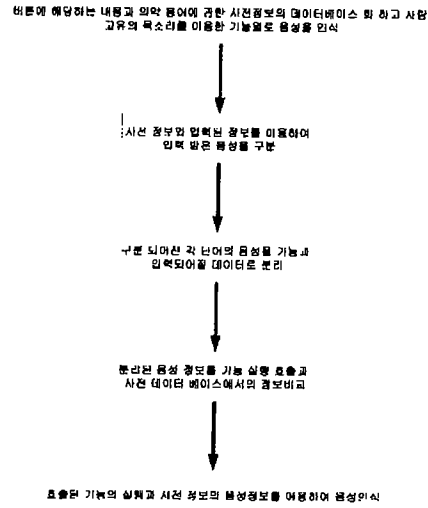 버튼에 해당하는 내용과 의약 용어에 관한 사전정보의 데이터베이스 화 하고 사람
고유의 목소리를 이용한 기능별로 음성을 인식
사전 정보와 입력된 정보를 이용하여
입력 받은 음성을 구분
구분 되어진 각 단어의 음성을 기능과
입력되어질 데이터로 분리
분리된 음성 정보를 기능 실행 호출과
사전 데이터 베이스에서의 정보비교
호출된 기능의 실행과 사전 정보의 음성정보를 이용하여 음성인식